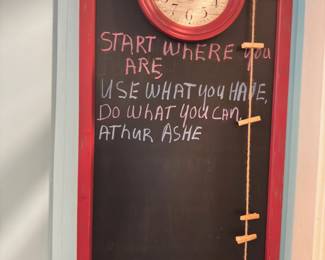 START WHERE you
ARE,
USE WHAT you HAVE,
DO WHAT YOU CAN,
AThUR ASHE